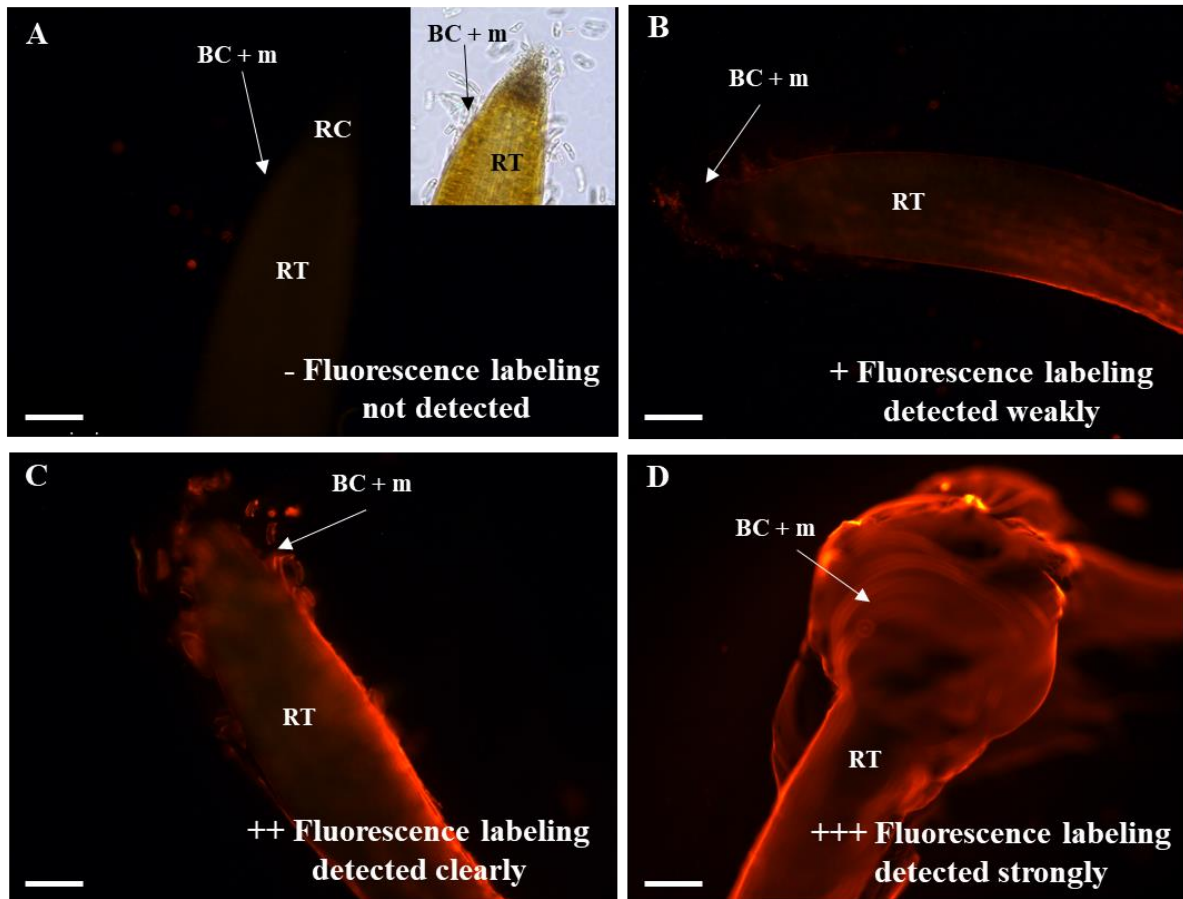 A
BC + m
RC
RT
- Fluorescence labeling
not detected
BC + m
RT
B
BC + m
RT
+ Fluorescence labeling
detected weakly
C
BC + m
RT
++ Fluorescence labeling
detected clearly
D
BC + m
RT
+++ Fluorescence labeling
detected strongly